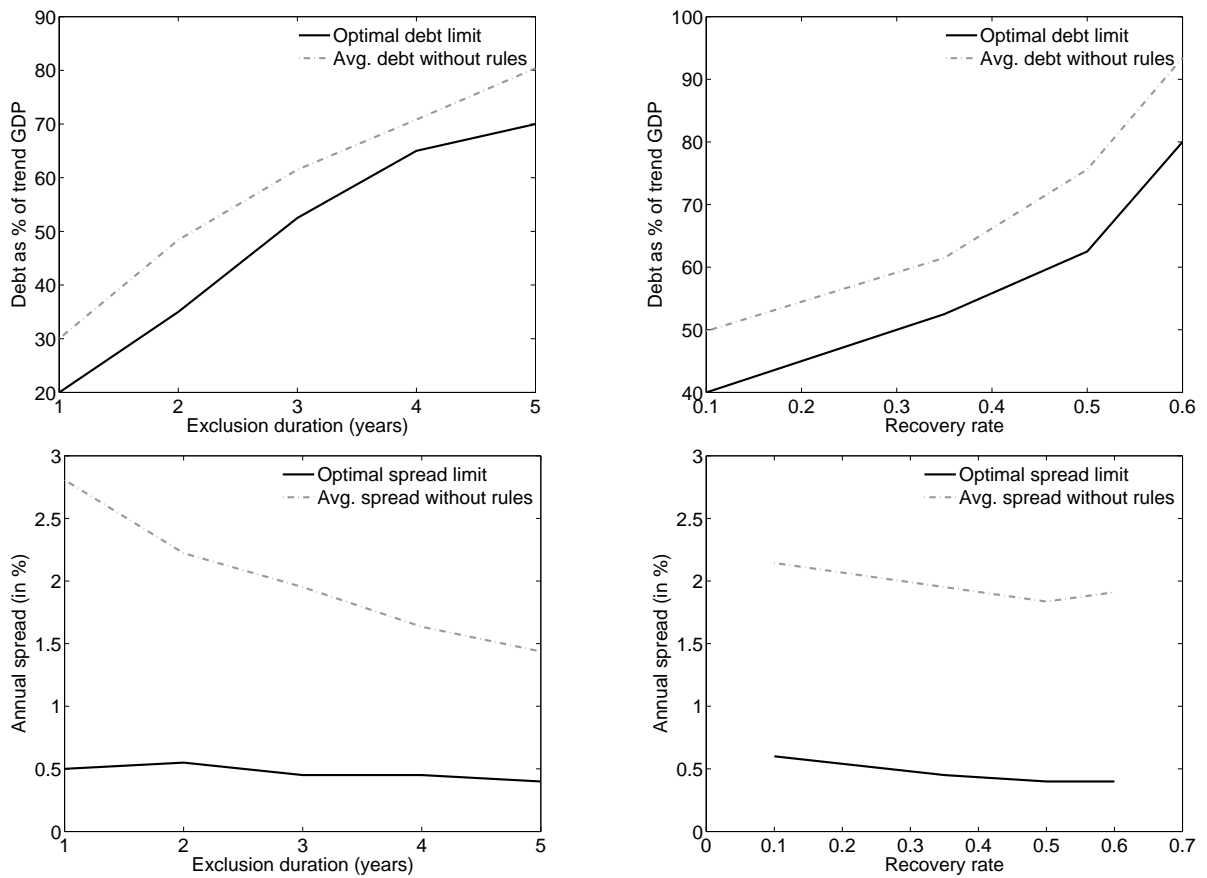 90
80
70
60
50
40
30
20
Debt as % of trend GDP
Optimal debt limit
Avg. debt without rules
1 2 3 4 5
Exclusion duration (years)
100
90
80
70
60
50
40
Debt as % of trend GDP
Optimal debt limit
Avg. debt without rules
0.1 0.2 0.3 0.4 0.5 0.6
Recovery rate
3
2.5
2
1.5
1
0.5
0
Annual spread (in %)
Optimal spread limit
Avg. spread without rules
1 2 3 4 5
Exclusion duration (years)
3
2.5
2
1.5
1
0.5
0
Annual spread (in %)
Optimal spread limit
Avg. spread without rules
0 0.1 0.2 0.3 0.4 0.5 0.6 0.7
Recovery rate